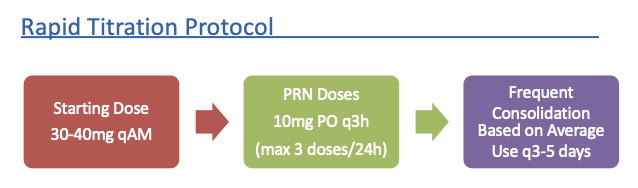 Rapid Titration Protocol
Starting Dose
30-40mg qAM
PRN Doses
10mg PO q3h
(max 3 doses/24h)
Frequent
Consolidation
Based on Average
Use q3-5 days